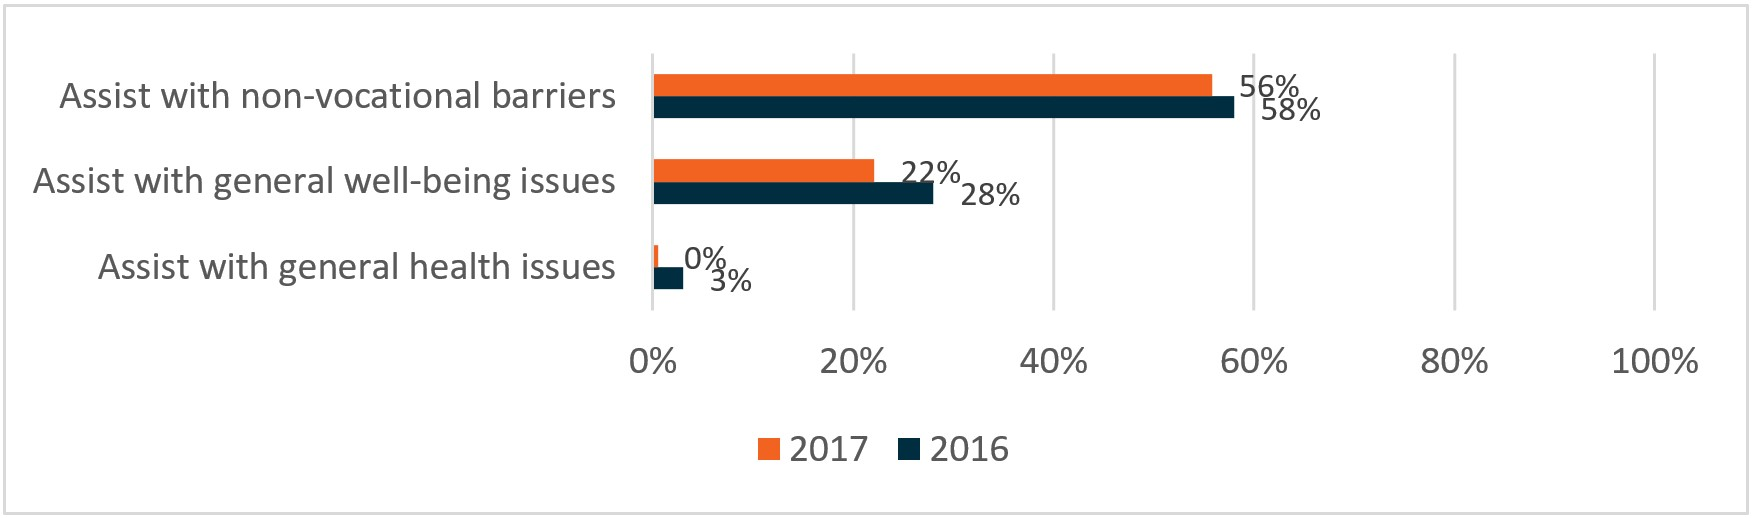 Assist with non-vocational barriers
56%
58%
Assist with general well-being issues
22%
28%
Assist with general health issues
0%
3%
0% 20% 40% 60% 80% 100%
2017 2016